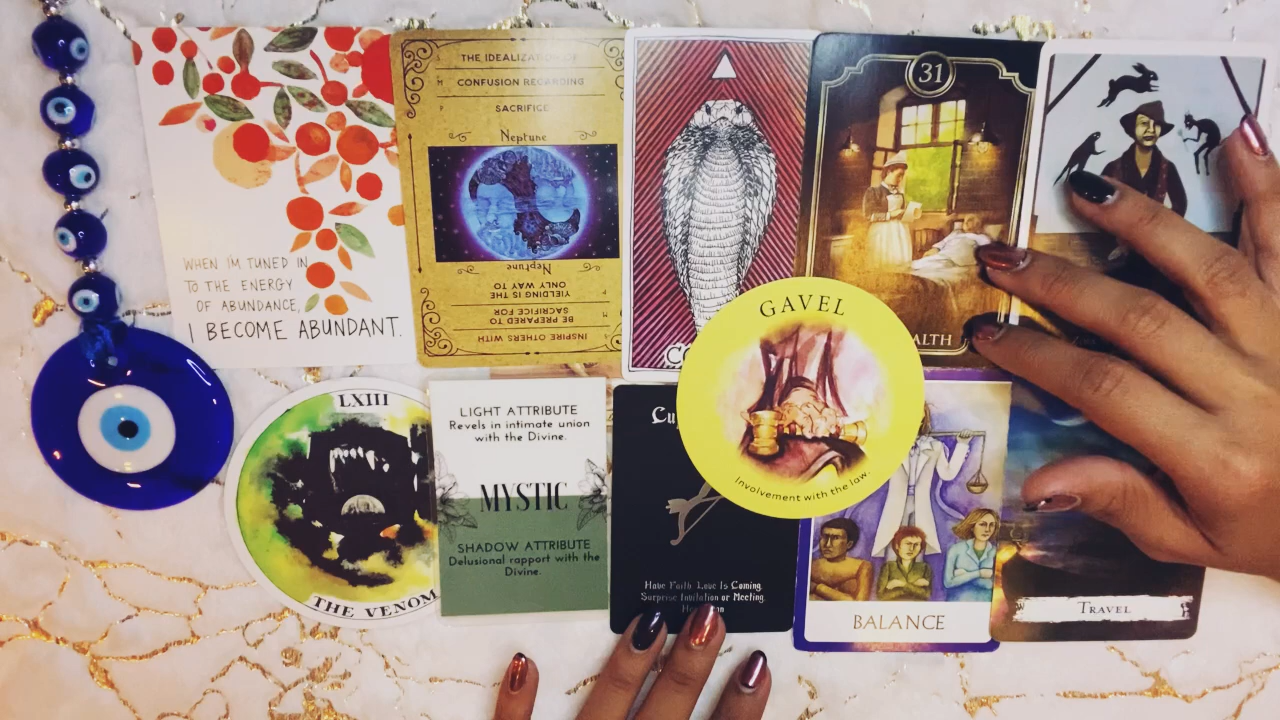 WHEN I'M TUNED IN
TO THE ENERGY
OF ABUNDANCE,
I BECOME ABUNDANT.
THE IDEALIZATION OF
CONFUSION REGARDING
SACRIFICE
Neptune
Neptune
YIELDING IS THE
ONLY WAY TO
BE PREPARED TO
SACRIFICE FOR
INSPIRE OTHERS WITH
CO
31
ALTH
GAVEL
Involvement with the law.
LXIII
THE VENOM
LIGHT ATTRIBUTE
Revels in intimate union
with the Divine.
MYSTIC
SHADOW ATTRIBUTE
Delusional rapport with the
Divine.
Cu
Have Faith Love Is Coming
Surprise Invitation or Meeting.
BALANCE
TRAVEL